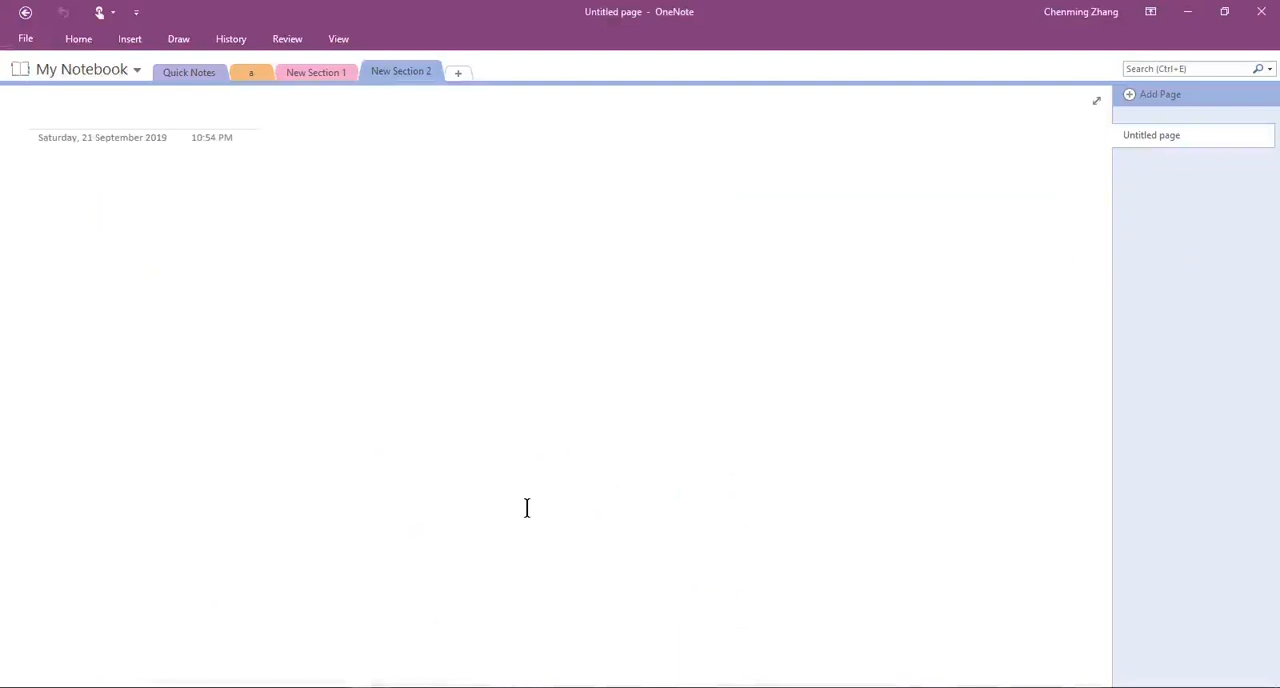 Untitled page - OneNote
Chenming Zhang
File Home Insert Draw History Review View
My Notebook Quick Notes a New Section 1 New Section 2
Search (Ctrl+E)
Add Page
Saturday, 21 September 2019 10:54 PM
Untitled page